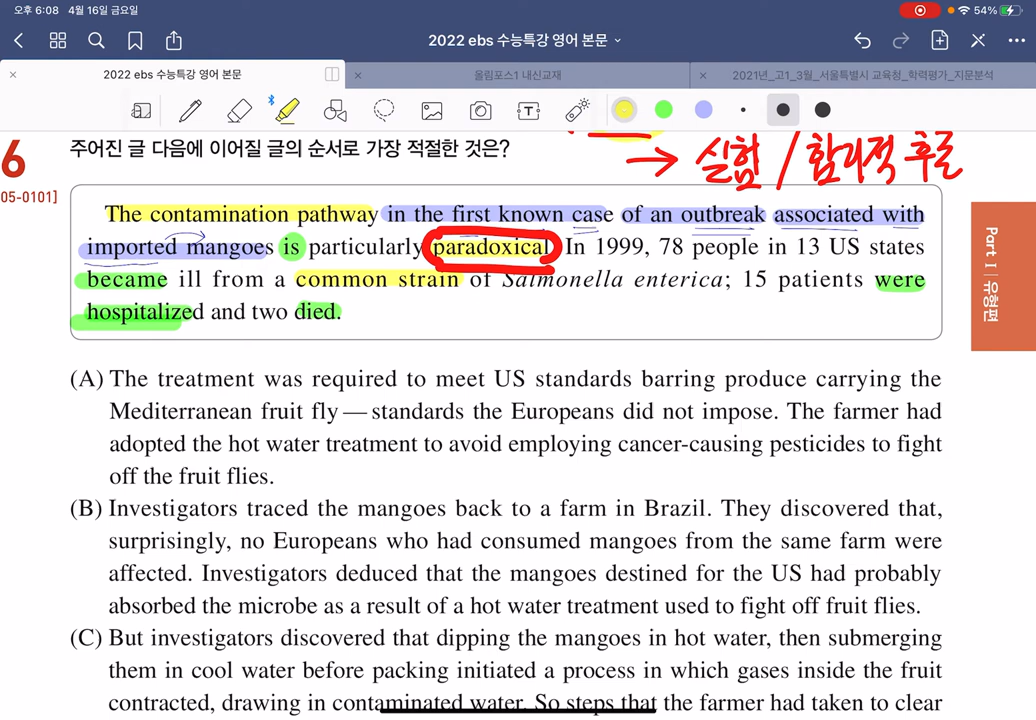 오후 6:08 4월 16일 금요일
54%
2022 ebs 수능특강 영어 본문
2022 ebs 수능특강 영어 본문
올림포스1 내신교재
2021년_고1_3월_서울특별시 교육청_학력평가_지문분석
6 주어진 글 다음에 이어질 글의 순서로 가장 적절한 것은?
→ 실험 / 합리적 추론
05-0101]
The contamination pathway in the first known case of an outbreak associated with
imported mangoes is particularly paradoxical. In 1999, 78 people in 13 US states
became ill from a common strain of Salmonella enterica; 15 patients were
hospitalized and two died.
Part I 유형편
(A) The treatment was required to meet US standards barring produce carrying the
Mediterranean fruit fly — standards the Europeans did not impose. The farmer had
adopted the hot water treatment to avoid employing cancer-causing pesticides to fight
off the fruit flies.
(B) Investigators traced the mangoes back to a farm in Brazil. They discovered that,
surprisingly, no Europeans who had consumed mangoes from the same farm were
affected. Investigators deduced that the mangoes destined for the US had probably
absorbed the microbe as a result of a hot water treatment used to fight off fruit flies.
(C) But investigators discovered that dipping the mangoes in hot water, then submerging
them in cool water before packing initiated a process in which gases inside the fruit
contracted, drawing in contaminated water. So steps that the farmer had taken to clear